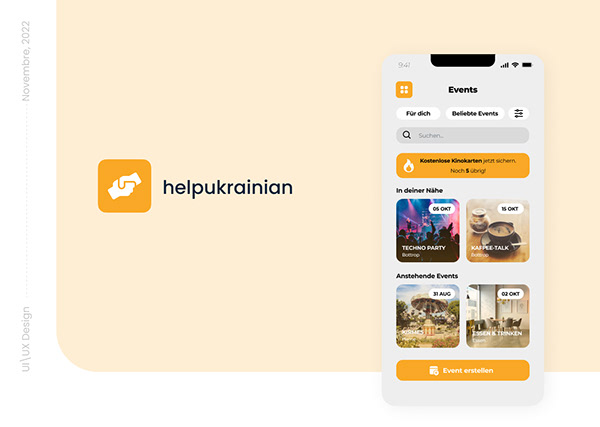 Novembre, 2022
UI\UX Design
helpukrainian
9:41
Events
Für dich
Beliebte Events
Suchen...
Kostenlose Kinokarten jetzt sichern.
Noch 5 übrig!
In deiner Nähe
05 OKT
TECHNO PARTY
Bottrop
15 OKT
KAFFEE-TALK
Bottrop
Anstehende Events
31 AUG
KIRMES
02 OKT
ESSER & TRINKEN
Event erstellen